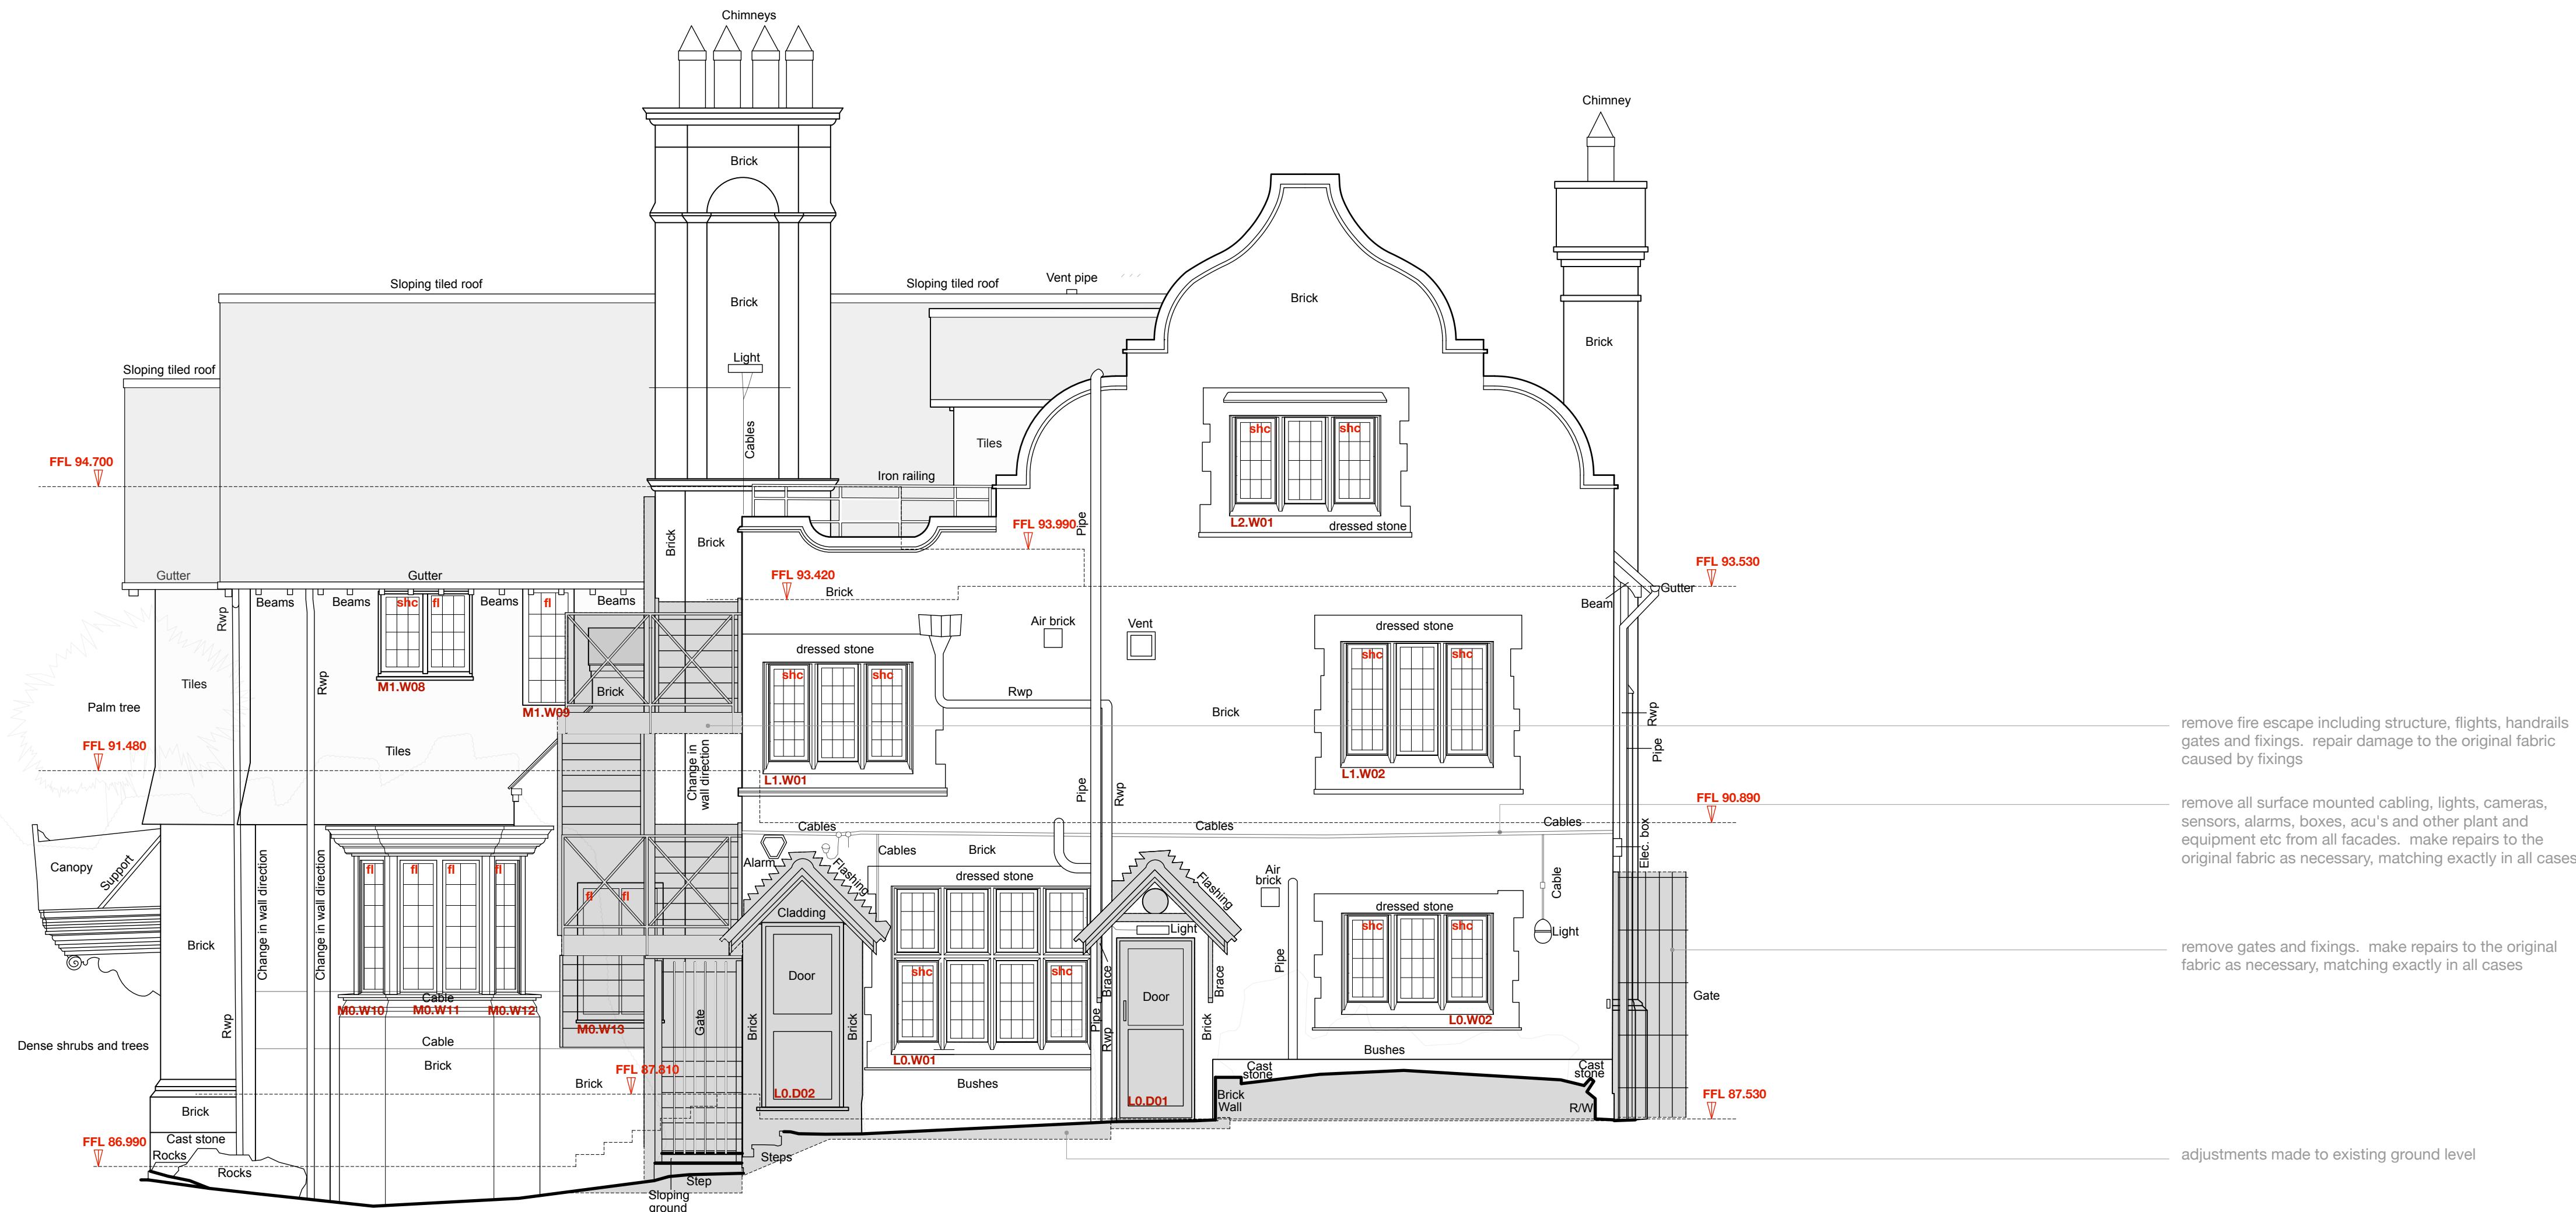 Chimneys
Chimney
Brick
Sloping tiled roof
Sloping tiled roof
Vent pipe
Brick
Brick
Brick
Light
Sloping tiled roof
Cables
Tiles
shc
shc
FFL 94.700
Iron railing
L2.W01
dressed stone
FFL 93.990
Pipe
Brick
Brick
FFL 93.420
Brick
FFL 93.530
Gutter
Gutter
Gutter
Beam
Beams
Beams
shc
fl
Beams
fl
Beams
Rwp
Air brick
Vent
dressed stone
dressed stone
shc
shc
shc
shc
Tiles
Rwp
M1.W08
Brick
Rwp
Palm tree
M1.W09
Brick
Rwp
remove fire escape including structure, flights, handrails
gates and fixings. repair damage to the original fabric
caused by fixings
FFL 91.480
Tiles
Change in
wall direction
L1.W01
Pipe
Rwp
L1.W02
Pipe
FFL 90.890
remove all surface mounted cabling, lights, cameras,
sensors, alarms, boxes, acu's and other plant and
equipment etc from all facades. make repairs to the
original fabric as necessary, matching exactly in all cases
Cables
Cables
Cables
Elec. box
Canopy
Support
Alarm
Flashing
Cables
Brick
dressed stone
Flashing
Air
brick
Cable
fl
fl
fl
fl
fl
fl
Cladding
dressed stone
shc
shc
Light
Light
Brick
Change in wall direction
Change in wall direction
Door
shc
shc
Brace
Brace
Pipe
remove gates and fixings. make repairs to the original
fabric as necessary, matching exactly in all cases
Cable
M0.W10
M0.W11
M0.W12
M0.W13
Gate
Brick
Brick
Door
Pipe
Rwp
Brick
L0.W02
Gate
Rwp
Dense shrubs and trees
Cable
Brick
L0.W01
Bushes
Bushes
FFL 87.810
Brick
L0.D02
L0.D01
Cast
stone
Cast
stone
Brick
Wall
R/W
FFL 87.530
Brick
FFL 86.990
Cast stone
Rocks
Rocks
Steps
Step
Sloping
ground
adjustments made to existing ground level